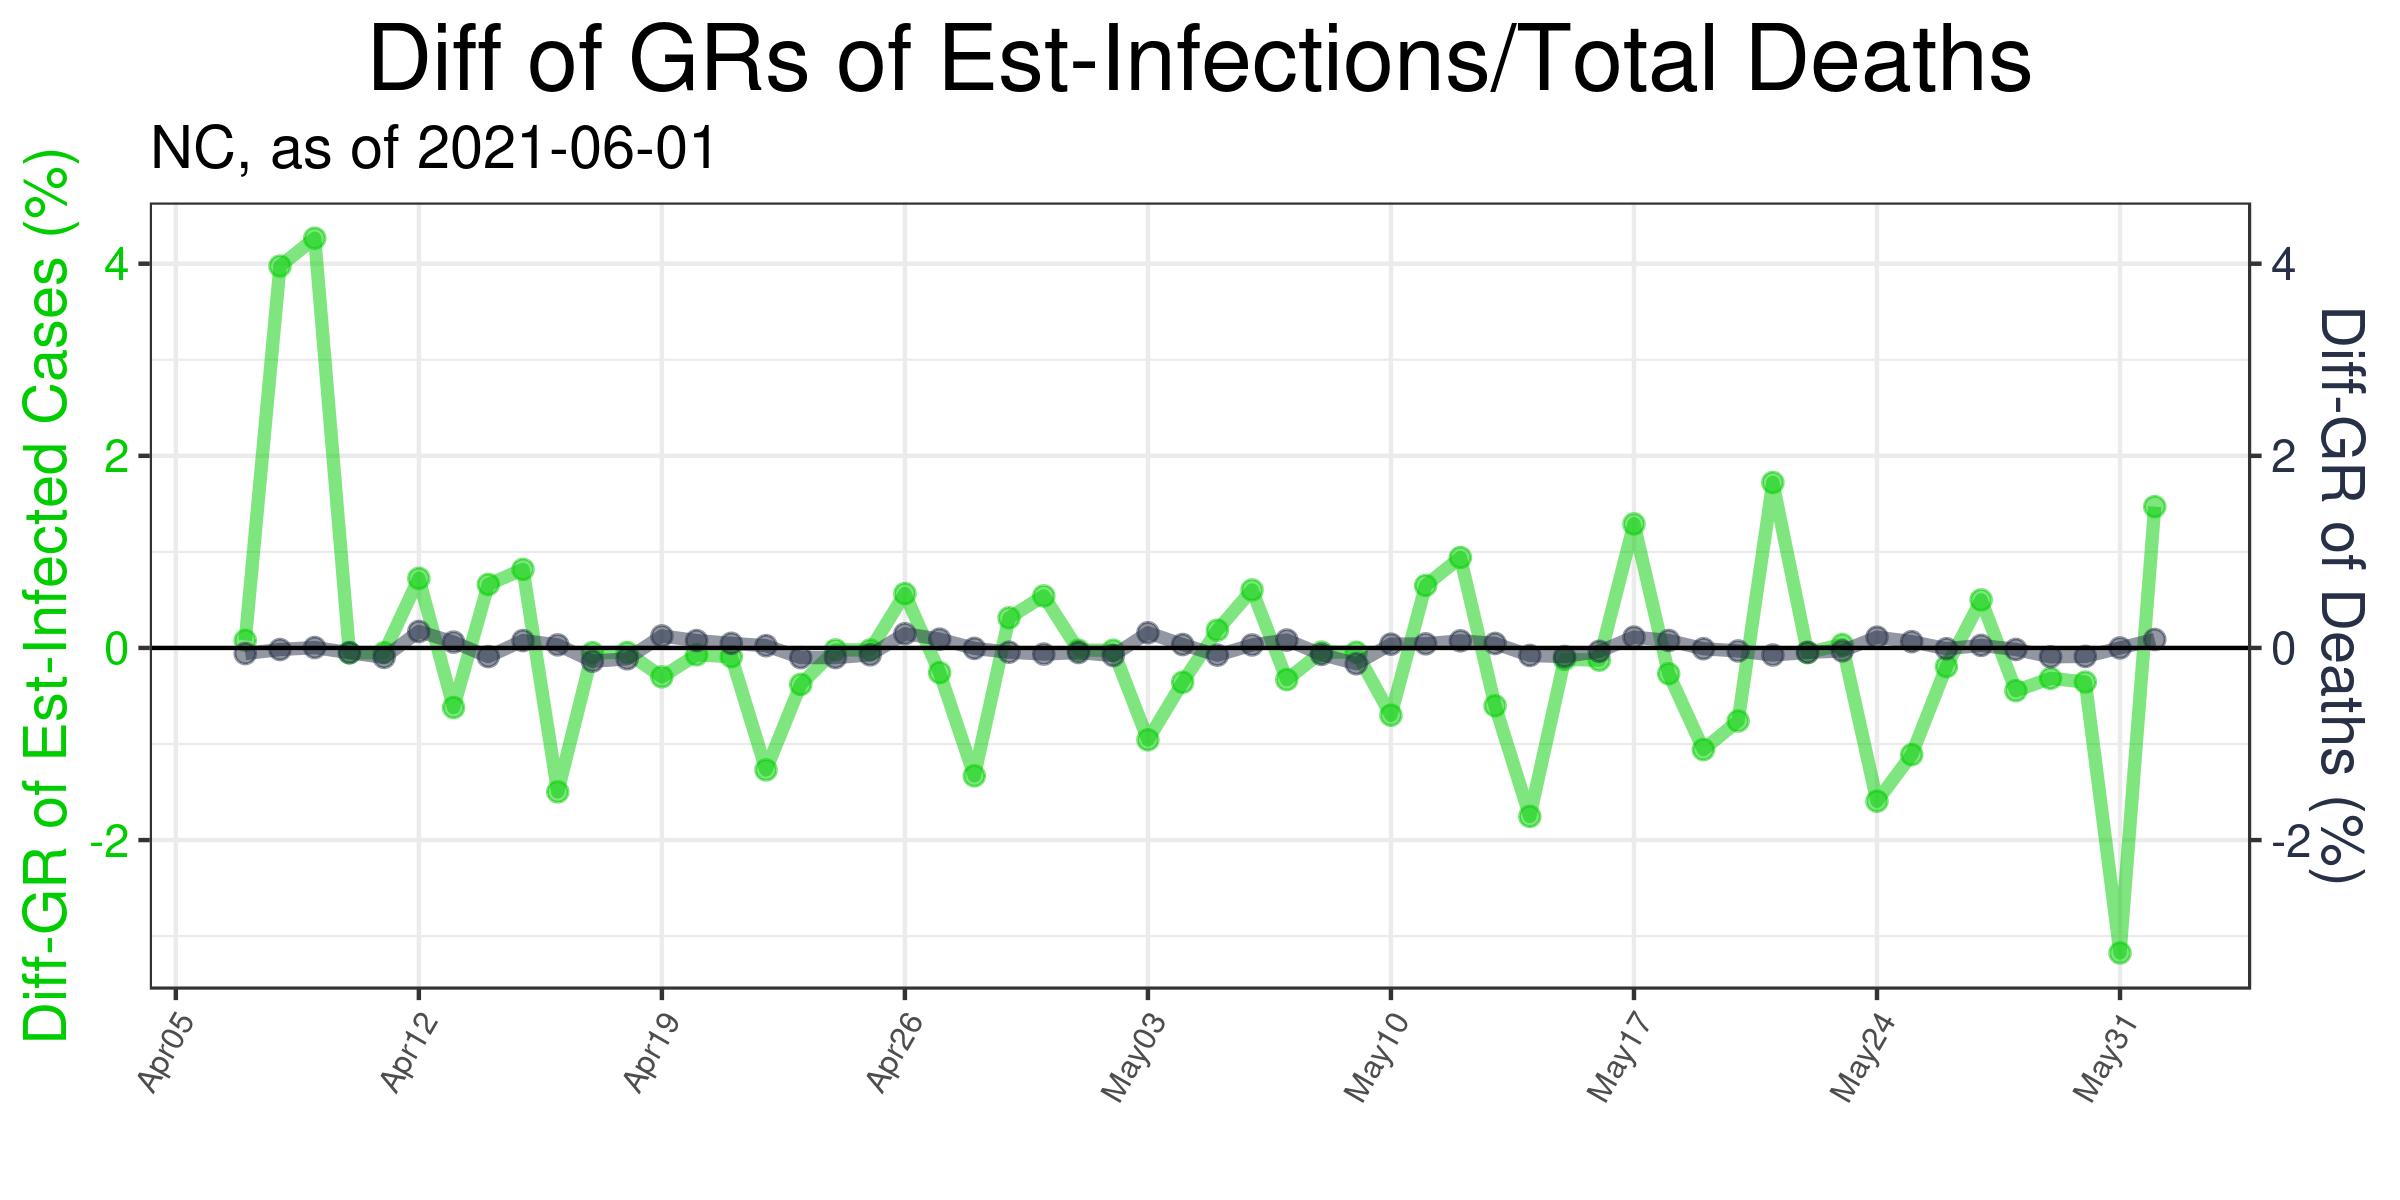 Diff of GRs of Est-Infections/Total Deaths
NC, as of 2021-06-01
Diff-GR of Est-Infected Cases (%)
4
2
0
-2
4
2
0
-2
Diff-GR of Deaths (%)
Apr05
Apr12
Apr19
Apr26
May03
May10
May17
May24
May31